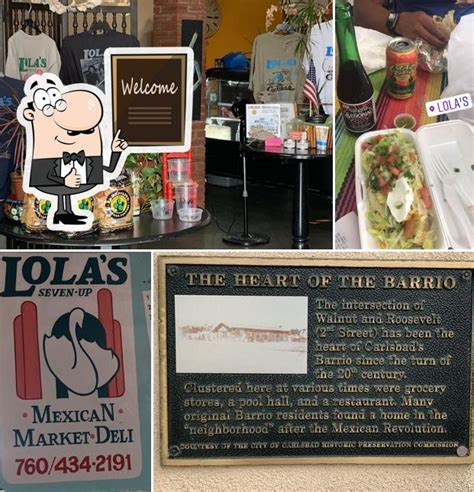 LOLA'S
Welcome
LOLA'S
LOLA'S
SEVEN-UP
MEXICAN
MARKET·DELI
760/434-2191
THE HEART OF THE BARRIO
The intersection of
Walnut and Roosevelt
(2nd Street) has been the
heart of Carlsbad's
Barrio since the turn of
the 20th century.
Clustered here at various times were grocery
stores, a pool hall, and a restaurant. Many
original Barrio residents found a home in the
"neighborhood" after the Mexican Revolution.
COURTESY OF THE CITY OF CARLSBAD HISTORIC PRESERVATION COMMISSION